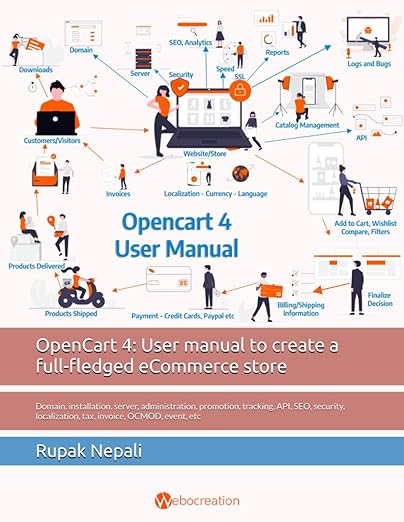 SEO, Analytics
Domain
Reports
Server
Security
Speed
SSL
Logs and Bugs
Downloads
Catalog Management
API
Customers/Visitors
Website/Store
Invoices
Localization - Currency - Language
Opencart 4
User Manual
Add to Cart, Wishlist
Compare, Filters
Products Delivered
Products Shipped
Payment - Credit Cards, Paypal etc
Billing/Shipping
Information
Finalize
Decision
OpenCart 4: User manual to create a
full-fledged eCommerce store
Domain, installation, server, administration, promotion, tracking, API, SEO, security,
localization, tax, invoice, OCMOD, event, etc
Rupak Nepali
Webocreation